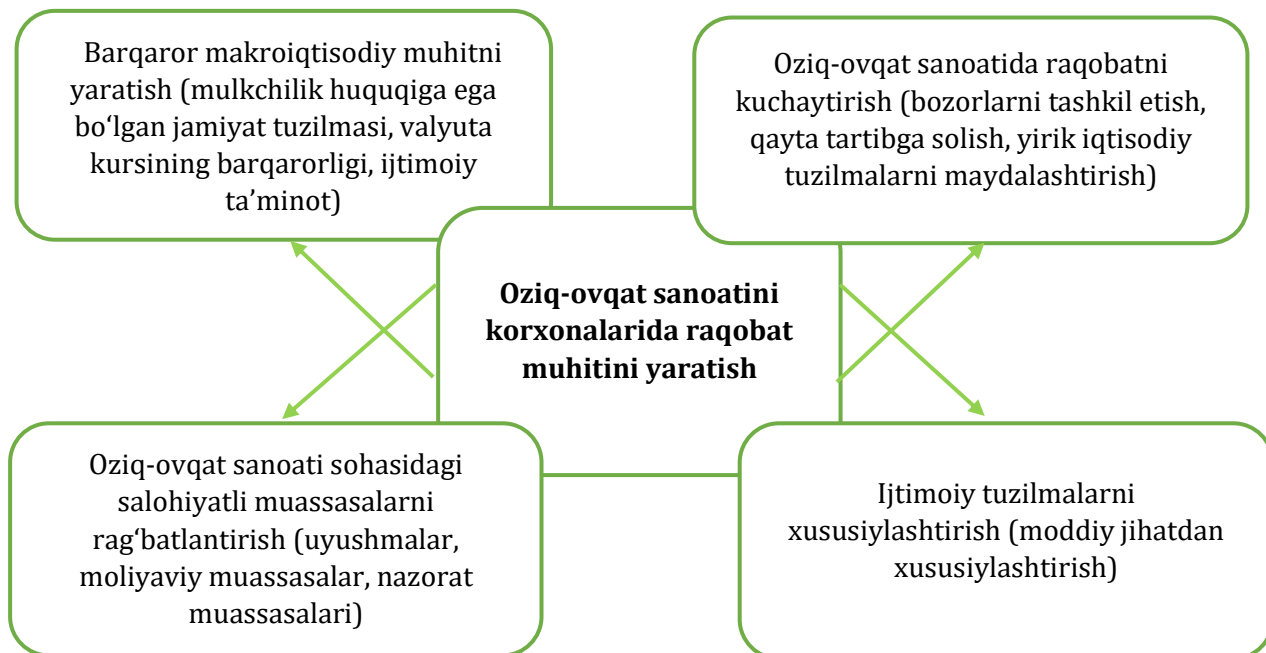 Barqaror makroiqtisodiy muhitni
yaratish (mulkchilik huquqiga ega
bo‘lgan jamiyat tuzilmasi, valyuta
kursining barqarorligi, ijtimoiy
ta’minot)
Oziq-ovqat sanoatida raqobatni
kuchaytirish (bozorlarni tashkil etish,
qayta tartibga solish, yirik iqtisodiy
tuzilmalarni maydalashtirish)
Oziq-ovqat sanoatini
korxonalarida raqobat
muhitini yaratish
Oziq-ovqat sanoati sohasidagi
salohiyatli muassasalarni
rag‘batlantirish (uyushmalar,
moliyaviy muassasalar, nazorat
muassasalari)
Ijtimoiy tuzilmalarni
xususiylashtirish (moddiy jihatdan
xususiylashtirish)